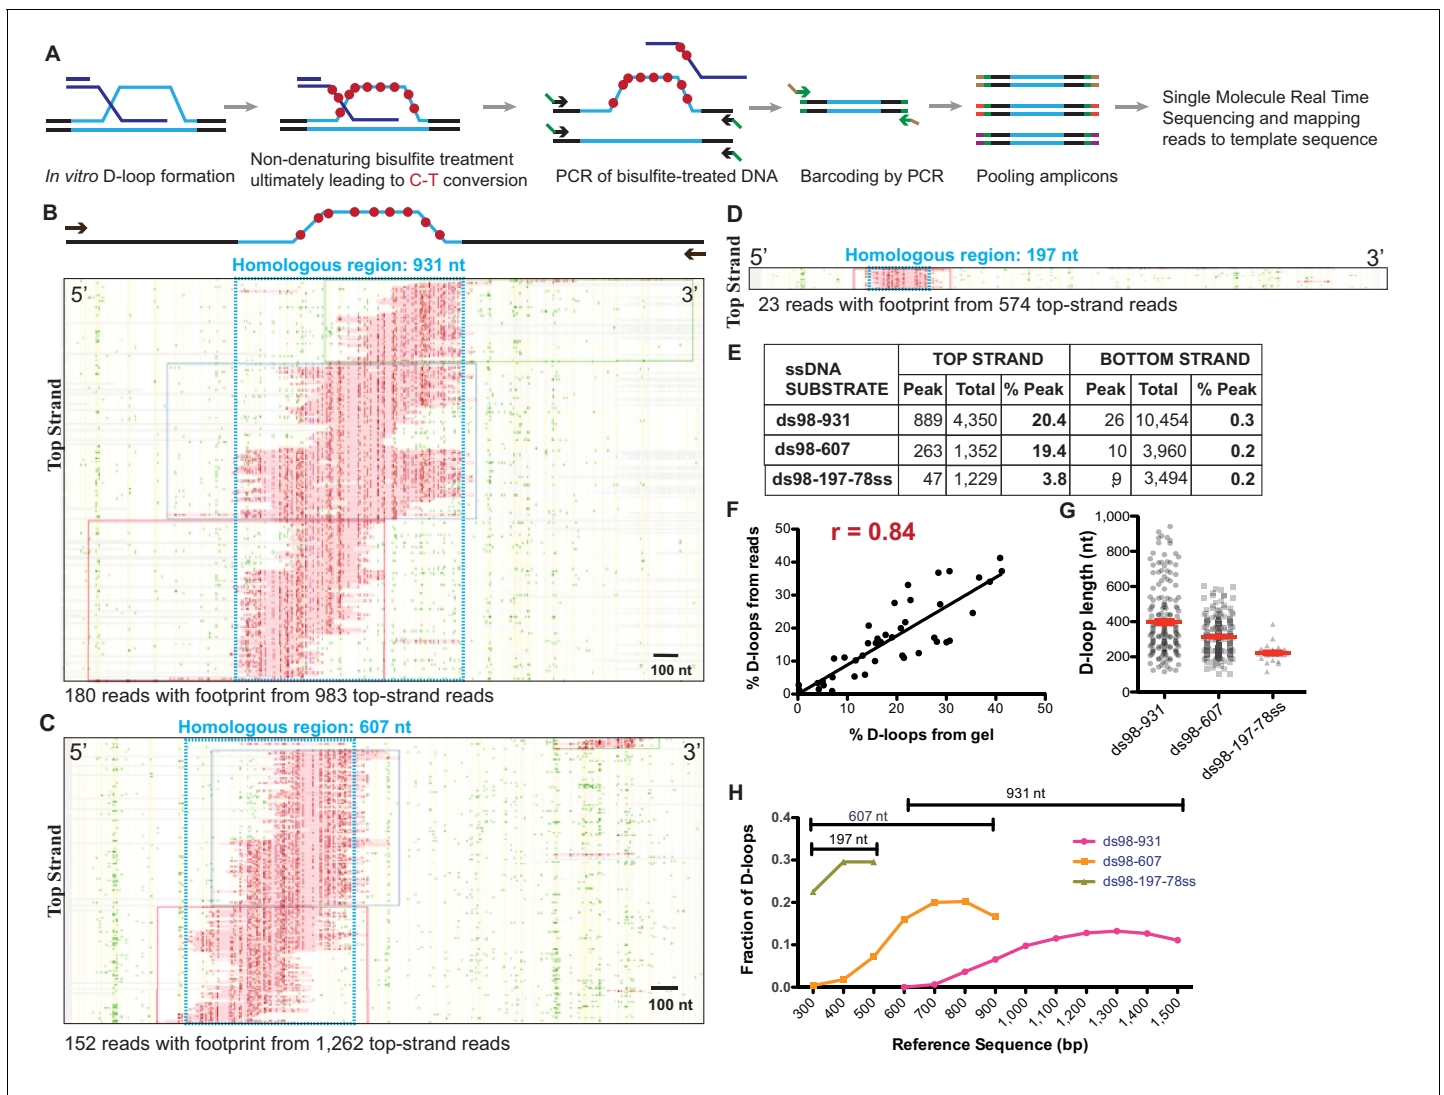 A
In vitro D-loop formation
Non-denaturing bisulfite treatment
ultimately leading to C-T conversion
PCR of bisulfite-treated DNA
Barcoding by PCR
Pooling amplicons
Single Molecule Real Time
Sequencing and mapping
reads to template sequence
B
Homologous region: 931 nt
5’ 3’
Top Strand
100 nt
180 reads with footprint from 983 top-strand reads
C
Homologous region: 607 nt
5’ 3’
Top Strand
100 nt
152 reads with footprint from 1,262 top-strand reads
D
Homologous region: 197 nt
5’ 3’
Top Strand
23 reads with footprint from 574 top-strand reads
E
ssDNA SUBSTRATE TOP STRAND BOTTOM STRAND
Peak Total % Peak Peak Total % Peak
ds98-931 889 4,350 20.4 26 10,454 0.3
ds98-607 263 1,352 19.4 10 3,960 0.2
ds98-197-78ss 47 1,229 3.8 9 3,494 0.2
F
r = 0.84
% D-loops from reads
50
40
30
20
10
0
0 10 20 30 40 50
% D-loops from gel
G
D-loop length (nt)
1,000
800
600
400
200
0
ds98-931
ds98-607
ds98-197-78ss
H
931 nt
607 nt
197 nt
ds98-931
ds98-607
ds98-197-78ss
Fraction of D-loops
0.4
0.3
0.2
0.1
0.0
300 400 500 600 700 800 900 1,000 1,100 1,200 1,300 1,400 1,500
Reference Sequence (bp)